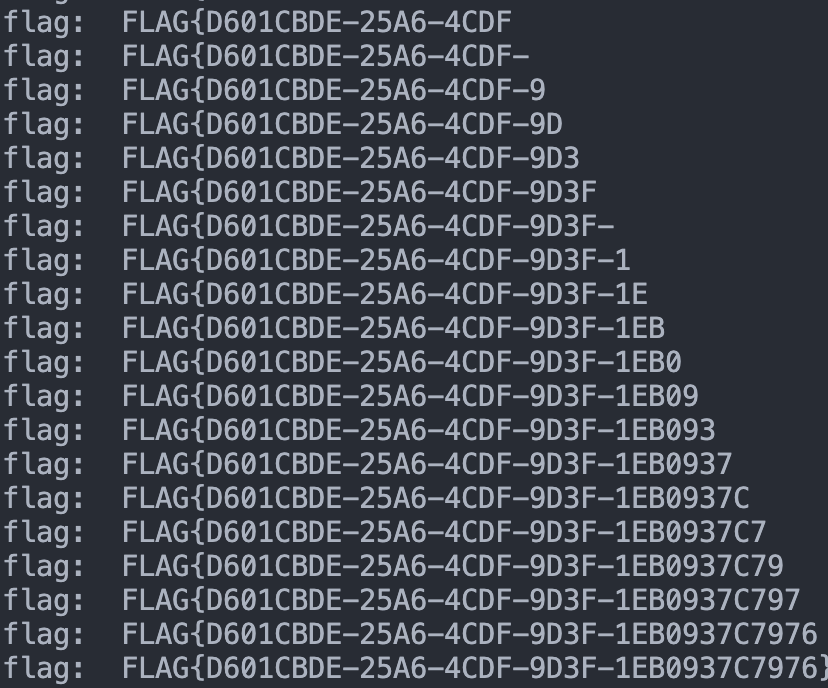 flag:  FLAG{D601CBDE-25A6-4CDF
flag:  FLAG{D601CBDE-25A6-4CDF-
flag:  FLAG{D601CBDE-25A6-4CDF-9
flag:  FLAG{D601CBDE-25A6-4CDF-9D
flag:  FLAG{D601CBDE-25A6-4CDF-9D3
flag:  FLAG{D601CBDE-25A6-4CDF-9D3F
flag:  FLAG{D601CBDE-25A6-4CDF-9D3F-
flag:  FLAG{D601CBDE-25A6-4CDF-9D3F-1
flag:  FLAG{D601CBDE-25A6-4CDF-9D3F-1E
flag:  FLAG{D601CBDE-25A6-4CDF-9D3F-1EB
flag:  FLAG{D601CBDE-25A6-4CDF-9D3F-1EB0
flag:  FLAG{D601CBDE-25A6-4CDF-9D3F-1EB09
flag:  FLAG{D601CBDE-25A6-4CDF-9D3F-1EB093
flag:  FLAG{D601CBDE-25A6-4CDF-9D3F-1EB0937
flag:  FLAG{D601CBDE-25A6-4CDF-9D3F-1EB0937C
flag:  FLAG{D601CBDE-25A6-4CDF-9D3F-1EB0937C7
flag:  FLAG{D601CBDE-25A6-4CDF-9D3F-1EB0937C79
flag:  FLAG{D601CBDE-25A6-4CDF-9D3F-1EB0937C797
flag:  FLAG{D601CBDE-25A6-4CDF-9D3F-1EB0937C7976
flag:  FLAG{D601CBDE-25A6-4CDF-9D3F-1EB0937C7976}